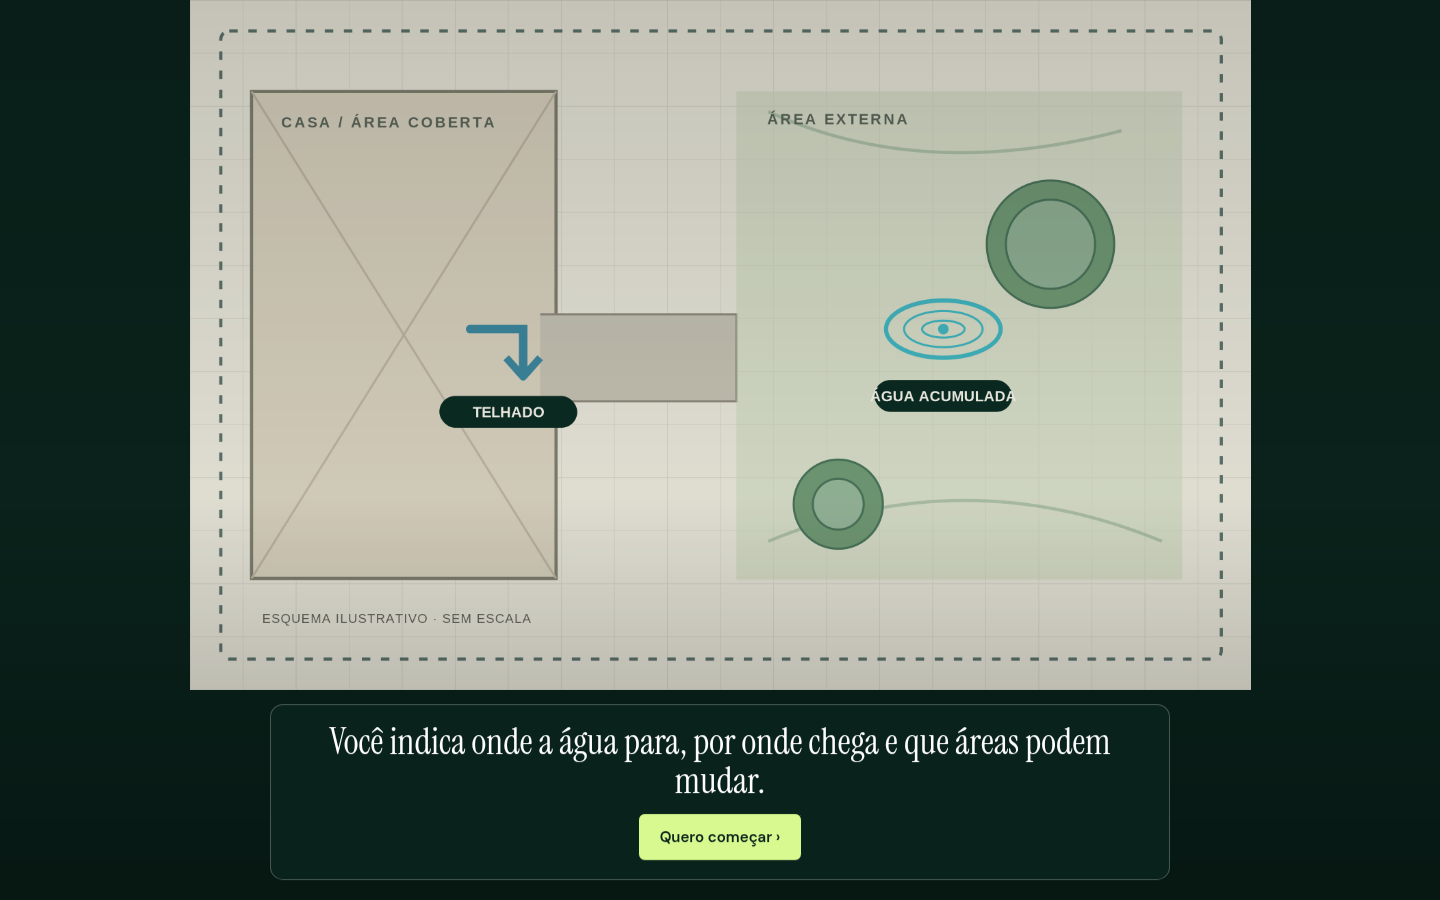 CASA / ÁREA COBERTA
ÁREA EXTERNA
TELHADO
ÁGUA ACUMULADA
ESQUEMA ILUSTRATIVO · SEM ESCALA
Você indica onde a água para, por onde chega e que áreas podem
mudar.
Quero começar ›